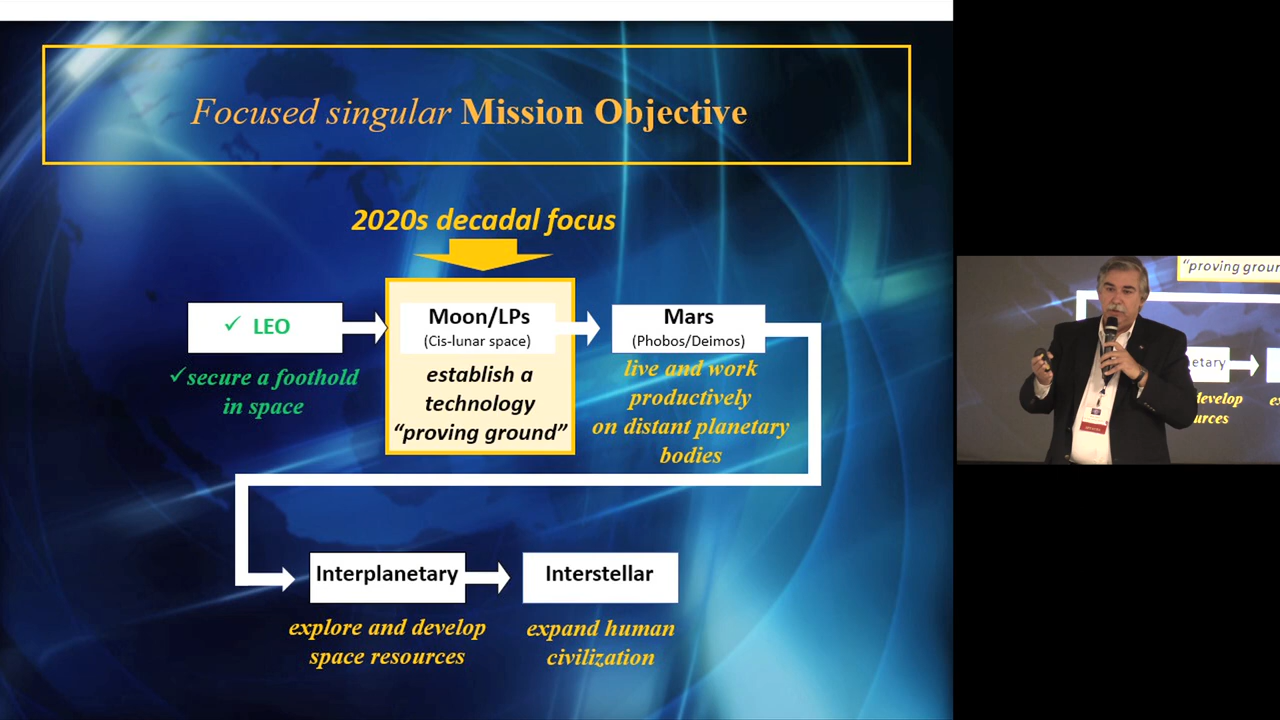 Focused singular Mission Objective
2020s decadal focus
✓ LEO
✓secure a foothold
in space
Moon/LPs
(Cis-lunar space)
establish a
technology
“proving ground”
Mars
(Phobos/Deimos)
live and work
productively
on distant planetary
bodies
Interplanetary
explore and develop
space resources
Interstellar
expand human
civilization
“proving groun
etary
develop
urces